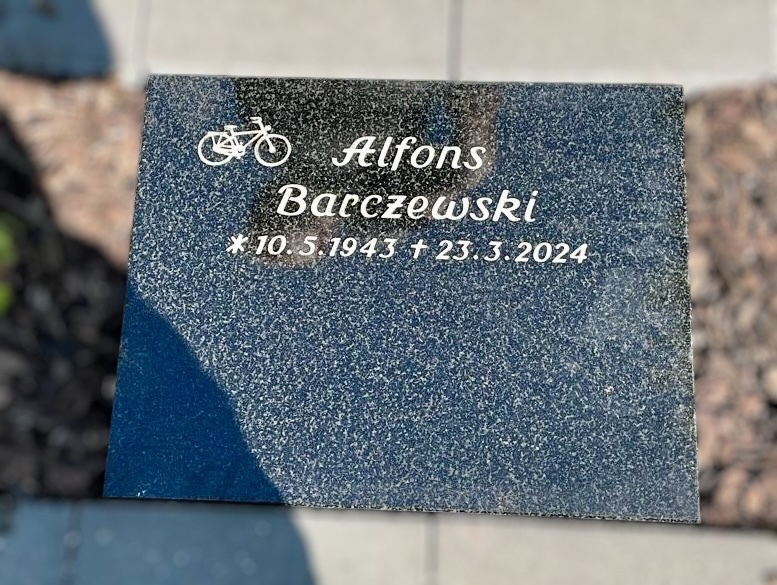 Alfons
Barczewski
* 10. 5. 1943 † 23. 3. 2024